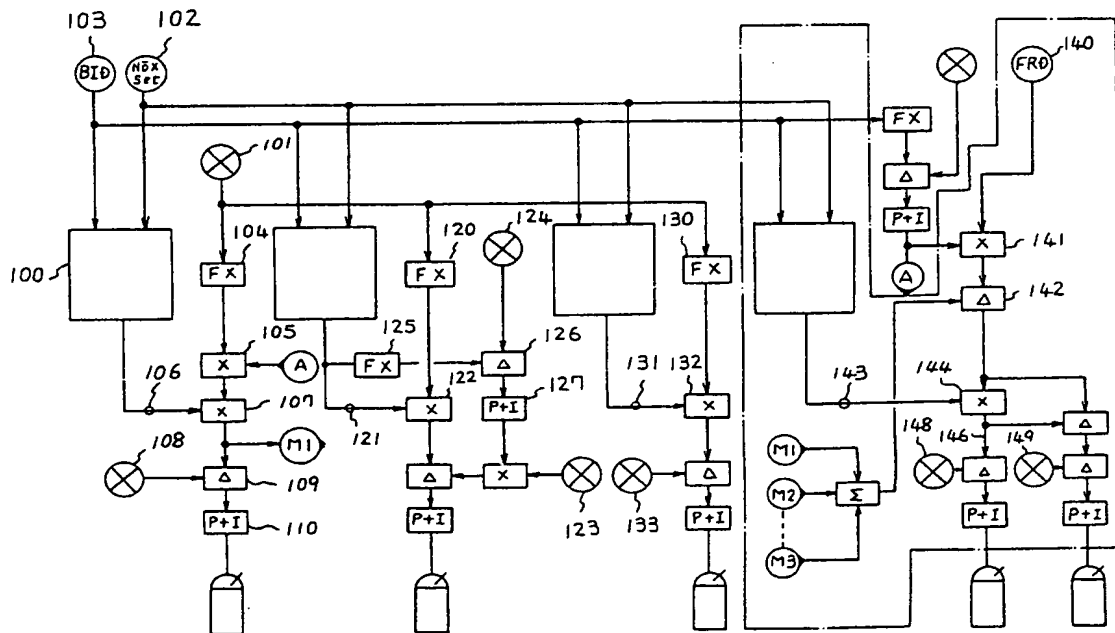 103
102
BID
NOX
Set
140
FRD
101
FX
124
Δ
104
120
130
P+I
100
FX
FX
FX
X
141
A
105
125
126
Δ
142
X
A
FX
Δ
106
122
131
132
143
144
X
107
X
P+I
127
X
X
121
M1
108
148
146
149
Δ
M1
Δ
109
Δ
X
Δ
Δ
Δ
M2
Σ
P+I
110
P+I
123
133
P+I
P+I
P+I
M3